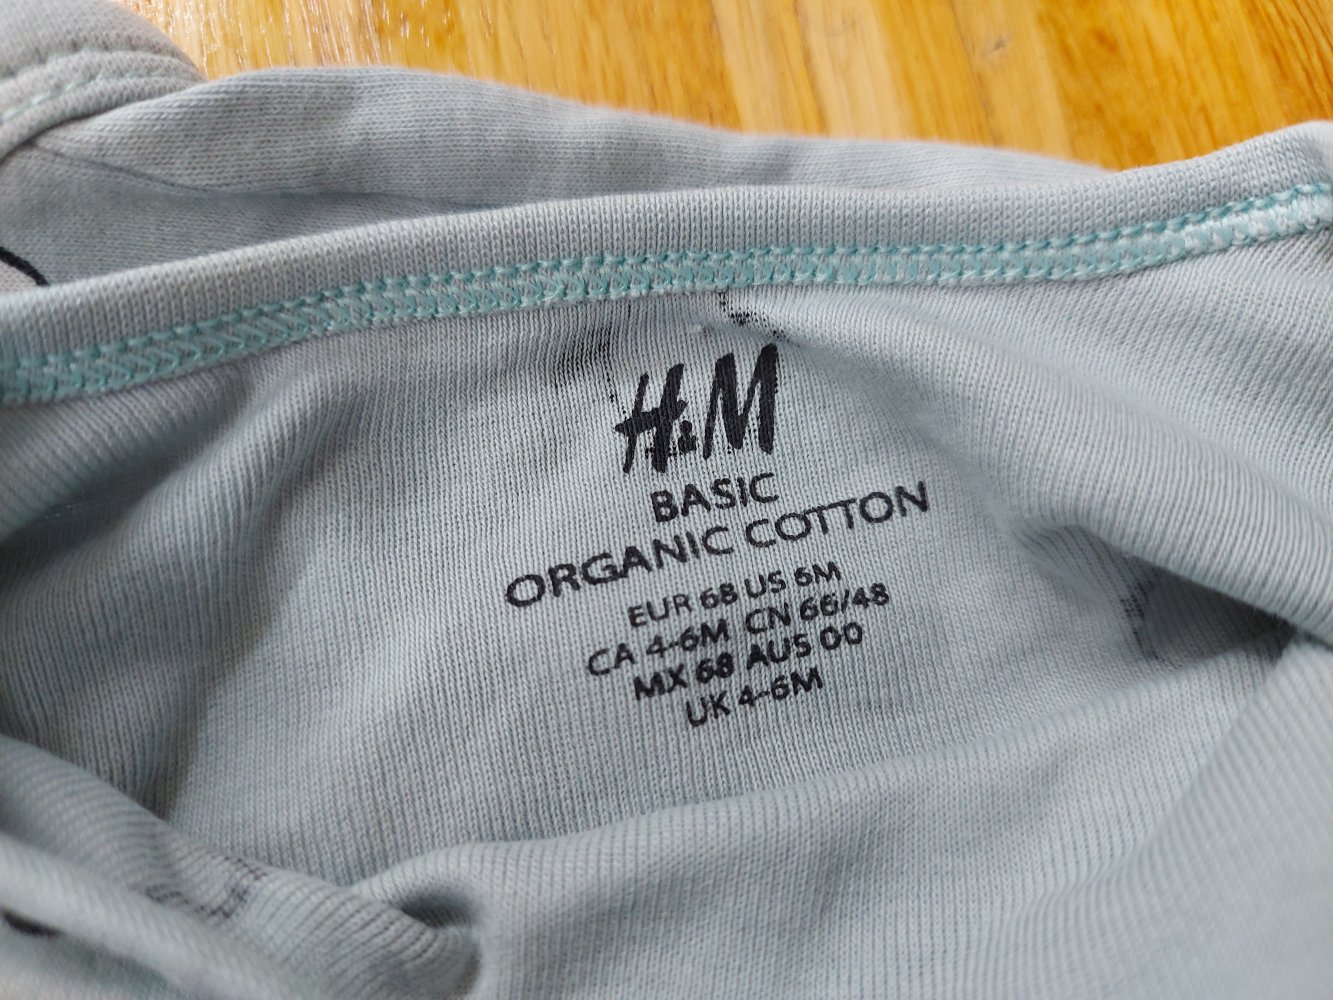 H&M
BASIC
ORGANIC COTTON
EUR 68 US 6M
CA 4-6M CN 66/48
MX 68 AUS 00
UK 4-6M